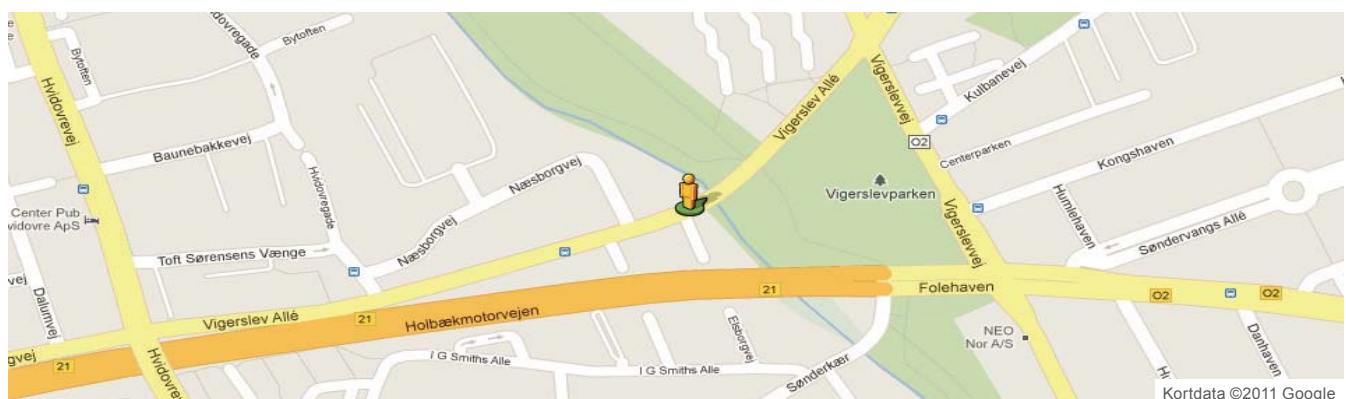 Hvidovregade
Bytoften
Bytoften
Hvidovrevej
Baunebakkevej
Hvidovregade
Næsborgvej
Næsborgvej
Center Pub
vidovre ApS
Toft Sørensens Vænge
Dalumvej
Vigerslev Allé
21
21
Holbækmotorvejen
21
Hvidovrevej
I G Smiths Alle
I G Smiths Alle
Elsborgvej
Sønderkær
Vigerslev Allé
Vigerslevvej
Kulbanevej
O2
Centerparken
Kongshaven
Vigerslevparken
Vigerslevvej
Humlehaven
Søndervangs Allé
Folehaven
O2
O2
NEO
Nor A/S
Danhaven
Kortdata ©2011 Google